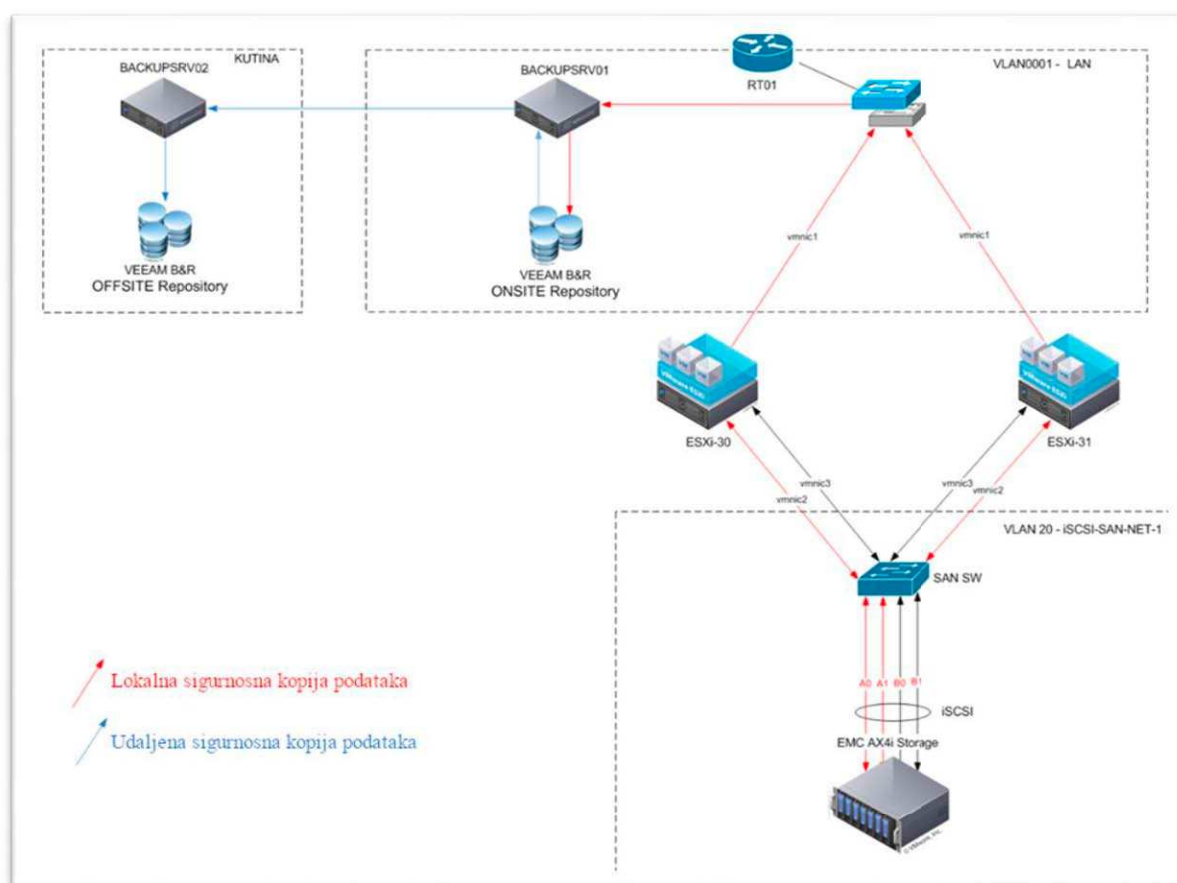 KUTINA
BACKUPSRV02
VEEAM B&R
OFFSITE Repository
BACKUPSRV01
VEEAM B&R
ONSITE Repository
RT01
VLAN0001 - LAN
vmnic1
vmnic1
ESXi-30
ESXi-31
vmnic3
vmnic2
vmnic3
vmnic2
VLAN 20 - iSCSI-SAN-NET-1
SAN SW
A0
A1
B0
B1
iSCSI
EMC AX4i Storage
Lokalna sigurnosna kopija podataka
Udaljena sigurnosna kopija podataka